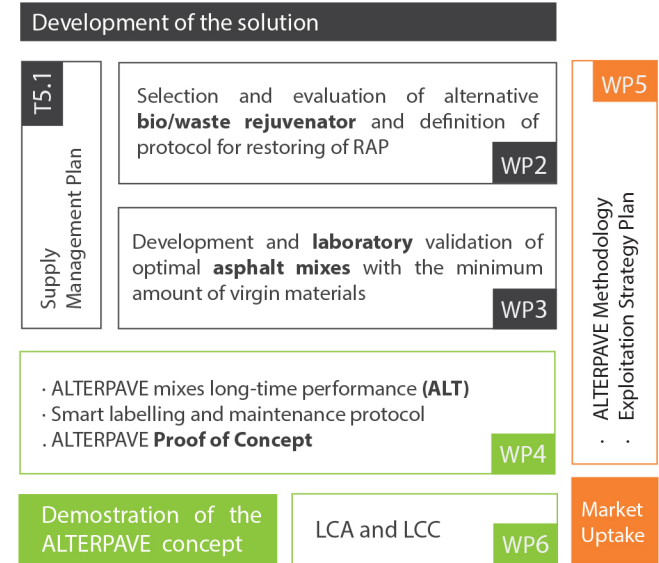 Development of the solution
T5.1
Supply
Management Plan
Selection and evaluation of alternative
bio/waste rejuvenator and definition of
protocol for restoring of RAP
WP2
Development and laboratory validation of
optimal asphalt mixes with the minimum
amount of virgin materials
WP3
· ALTERPAVE mixes long-time performance (ALT)
· Smart labelling and maintenance protocol
. ALTERPAVE Proof of Concept
WP4
Demostration of the
ALTERPAVE concept
LCA and LCC
WP6
WP5
· ALTERPAVE Methodology
· Exploitation Strategy Plan
Market
Uptake